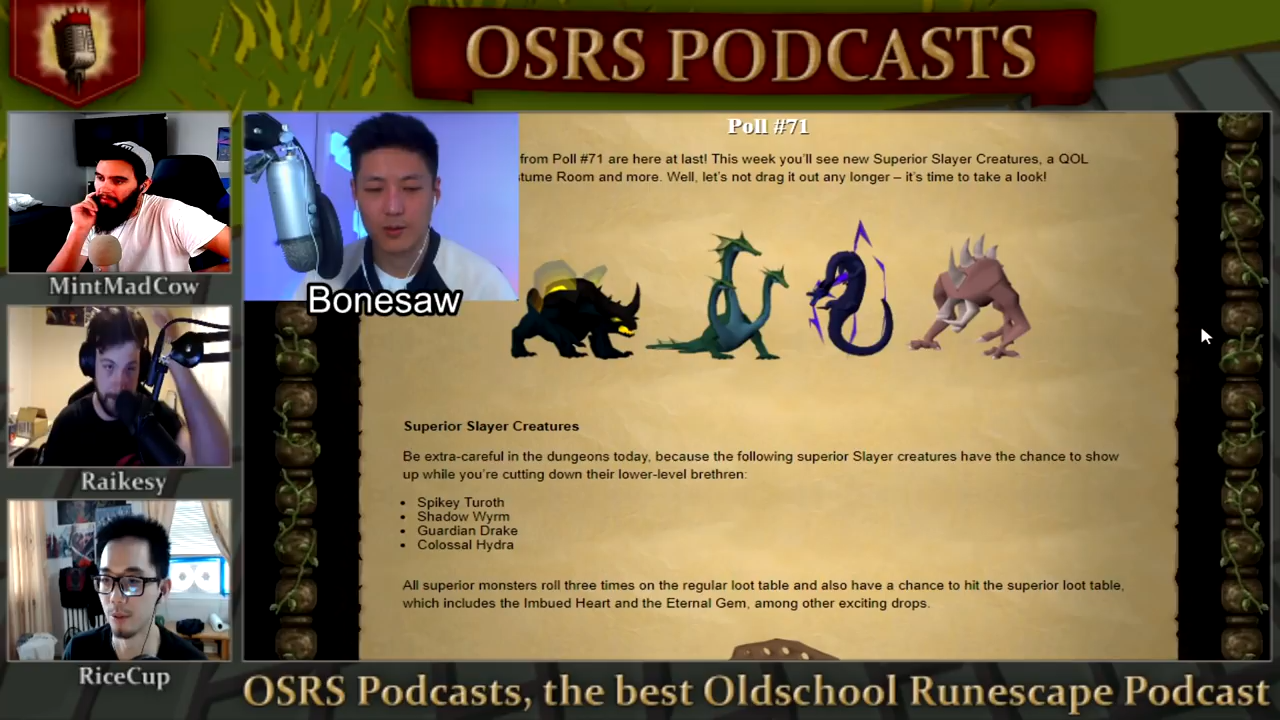 OSRS PODCASTS
Poll #71
from Poll #71 are here at last! This week you'll see new Superior Slayer Creatures, a QOL
tume Room and more. Well, let's not drag it out any longer – it's time to take a look!
MintMadCow
Bonesaw
Superior Slayer Creatures
Be extra-careful in the dungeons today, because the following superior Slayer creatures have the chance to show
up while you're cutting down their lower-level brethren:
• Spikey Turoth
• Shadow Wyrm
• Guardian Drake
• Colossal Hydra
Raikesy
All superior monsters roll three times on the regular loot table and also have a chance to hit the superior loot table,
which includes the Imbued Heart and the Eternal Gem, among other exciting drops.
RiceCup
OSRS Podcasts, the best Oldschool Runescape Podcast